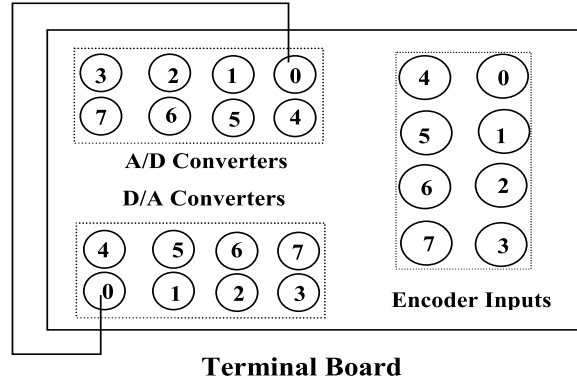 3 2 1 0
7 6 5 4
A/D Converters
D/A Converters
4 5 6 7
0 1 2 3
4 0
5 1
6 2
7 3
Encoder Inputs
Terminal Board